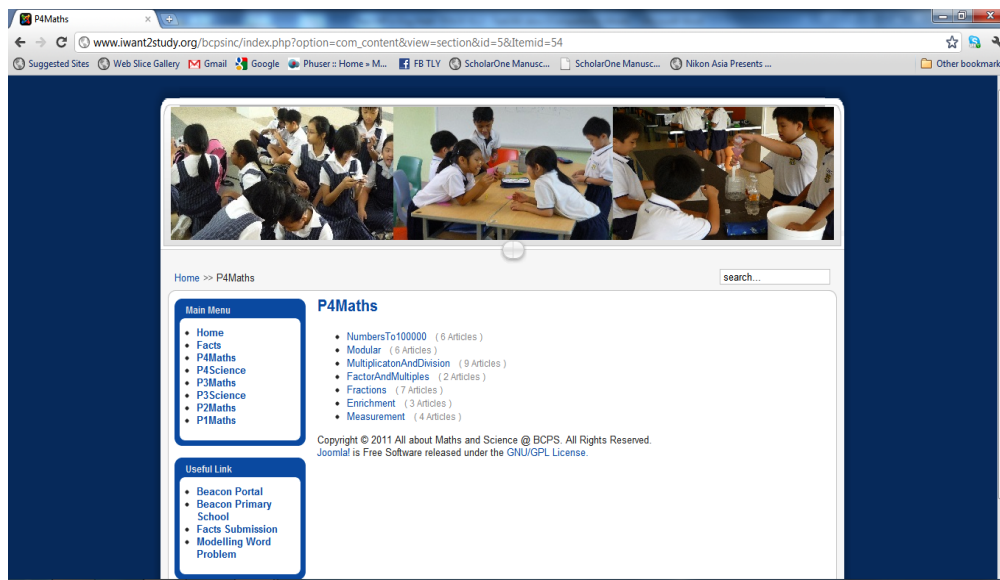 P4Maths
www.iwant2study.org/bcpsinc/index.php?option=com_content&view=section&id=5&Itemid=54
Suggested Sites Web Slice Gallery Gmail Google Phuser :: Home » M... FB TLY ScholarOne Manusc... ScholarOne Manusc... Nikon Asia Presents ... Other bookmark
Home >> P4Maths
search...
Main Menu
Home
Facts
P4Maths
P4Science
P3Maths
P3Science
P2Maths
P1Maths
Useful Link
Beacon Portal
Beacon Primary
School
Facts Submission
Modelling Word
Problem
P4Maths
NumbersTo100000 ( 6 Articles )
Modular ( 6 Articles )
MultiplicatonAndDivision ( 9 Articles )
FactorAndMultiples ( 2 Articles )
Fractions ( 7 Articles )
Enrichment ( 3 Articles )
Measurement ( 4 Articles )
Copyright © 2011 All about Maths and Science @ BCPS. All Rights Reserved.
Joomla! is Free Software released under the GNU/GPL License.